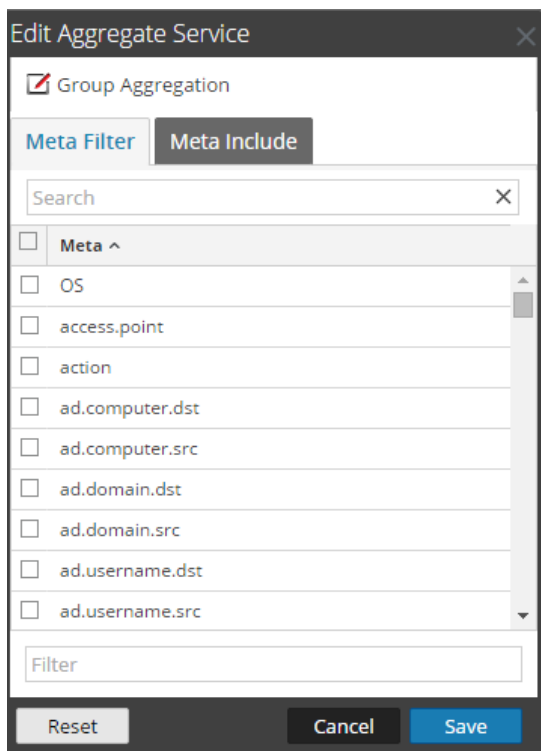 Edit Aggregate Service
Group Aggregation
Meta Filter Meta Include
Search
Meta
OS
access.point
action
ad.computer.dst
ad.computer.src
ad.domain.dst
ad.domain.src
ad.username.dst
ad.username.src
Filter
Reset Cancel Save